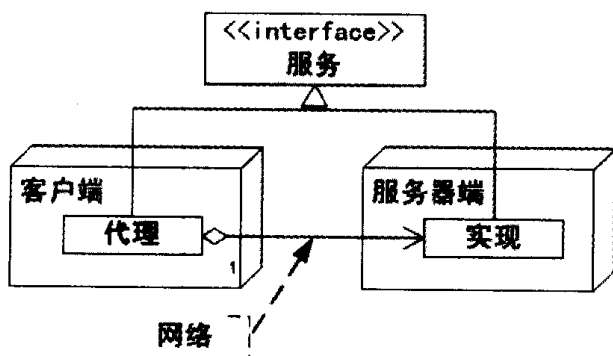 <<interface>>
服务
客户端
服务器端
代理
实现
1
网络